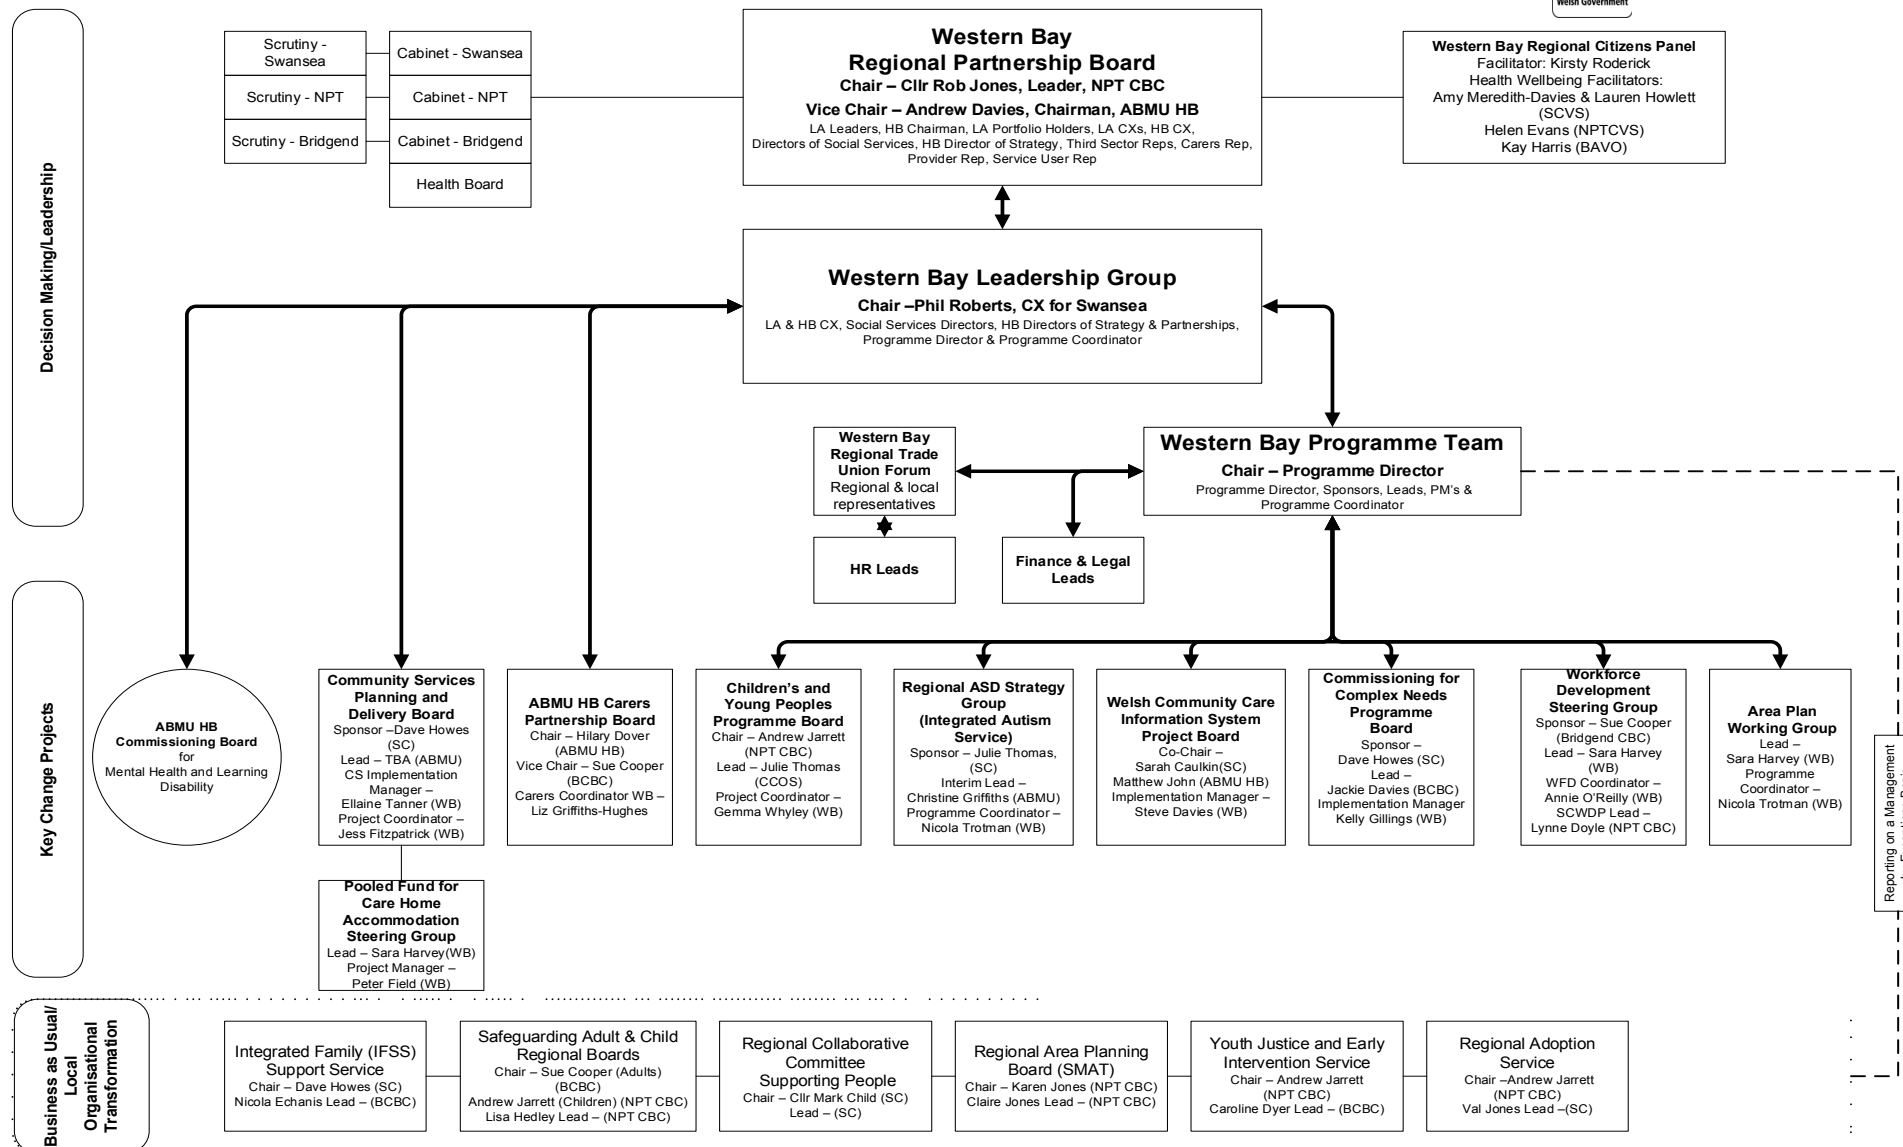 Welsh Government
Decision Making/Leadership
Scrutiny -
Swansea
Cabinet - Swansea
Scrutiny - NPT
Cabinet - NPT
Scrutiny - Bridgend
Cabinet - Bridgend
Health Board
Western Bay
Regional Partnership Board
Chair – Cllr Rob Jones, Leader, NPT CBC
Vice Chair – Andrew Davies, Chairman, ABMU HB
LA Leaders, HB Chairman, LA Portfolio Holders, LA CXs, HB CX,
Directors of Social Services, HB Director of Strategy, Third Sector Reps, Carers Rep,
Provider Rep, Service User Rep
Western Bay Regional Citizens Panel
Facilitator: Kirsty Roderick
Health Wellbeing Facilitators:
Amy Meredith-Davies & Lauren Howlett
(SCVS)
Helen Evans (NPTCVS)
Kay Harris (BAVO)
Western Bay Leadership Group
Chair –Phil Roberts, CX for Swansea
LA & HB CX, Social Services Directors, HB Directors of Strategy & Partnerships,
Programme Director & Programme Coordinator
Western Bay
Regional Trade
Union Forum
Regional & local
representatives
Western Bay Programme Team
Chair – Programme Director
Programme Director, Sponsors, Leads, PM's &
Programme Coordinator
HR Leads
Finance & Legal
Leads
Key Change Projects
ABMU HB
Commissioning Board
for
Mental Health and Learning
Disability
Community Services
Planning and
Delivery Board
Sponsor –Dave Howes
(SC)
Lead – TBA (ABMU)
CS Implementation
Manager –
Ellaine Tanner (WB)
Project Coordinator –
Jess Fitzpatrick (WB)
ABMU HB Carers
Partnership Board
Chair – Hilary Dover
(ABMU HB)
Vice Chair – Sue Cooper
(BCBC)
Carers Coordinator WB –
Liz Griffiths-Hughes
Children's and
Young Peoples
Programme Board
Chair – Andrew Jarrett
(NPT CBC)
Lead – Julie Thomas
(CCOS)
Project Coordinator –
Gemma Whyley (WB)
Regional ASD Strategy
Group
(Integrated Autism
Service)
Sponsor – Julie Thomas,
(SC)
Interim Lead –
Christine Griffiths (ABMU)
Programme Coordinator –
Nicola Trotman (WB)
Welsh Community Care
Information System
Project Board
Co-Chair –
Sarah Caulkin(SC)
Matthew John (ABMU HB)
Implementation Manager –
Steve Davies (WB)
Commissioning for
Complex Needs
Programme
Board
Sponsor –
Dave Howes (SC)
Lead –
Jackie Davies (BCBC)
Implementation Manager
Kelly Gillings (WB)
Workforce
Development
Steering Group
Sponsor – Sue Cooper
(Bridgend CBC)
Lead – Sara Harvey
(WB)
WFD Coordinator –
Annie O'Reilly (WB)
SCWDP Lead –
Lynne Doyle (NPT CBC)
Area Plan
Working Group
Lead –
Sara Harvey (WB)
Programme
Coordinator –
Nicola Trotman (WB)
Reporting on a Management
Pooled Fund for
Care Home
Accommodation
Steering Group
Lead – Sara Harvey(WB)
Project Manager –
Peter Field (WB)
Business as Usual/
Local
Organisational
Transformation
Integrated Family (IFSS)
Support Service
Chair – Dave Howes (SC)
Nicola Echanis Lead – (BCBC)
Safeguarding Adult & Child
Regional Boards
Chair – Sue Cooper (Adults)
(BCBC)
Andrew Jarrett (Children) (NPT CBC)
Lisa Hedley Lead – (NPT CBC)
Regional Collaborative
Committee
Supporting People
Chair – Cllr Mark Child (SC)
Lead – (SC)
Regional Area Planning
Board (SMAT)
Chair – Karen Jones (NPT CBC)
Claire Jones Lead – (NPT CBC)
Youth Justice and Early
Intervention Service
Chair – Andrew Jarrett
(NPT CBC)
Caroline Dyer Lead – (BCBC)
Regional Adoption
Service
Chair –Andrew Jarrett
(NPT CBC)
Val Jones Lead –(SC)